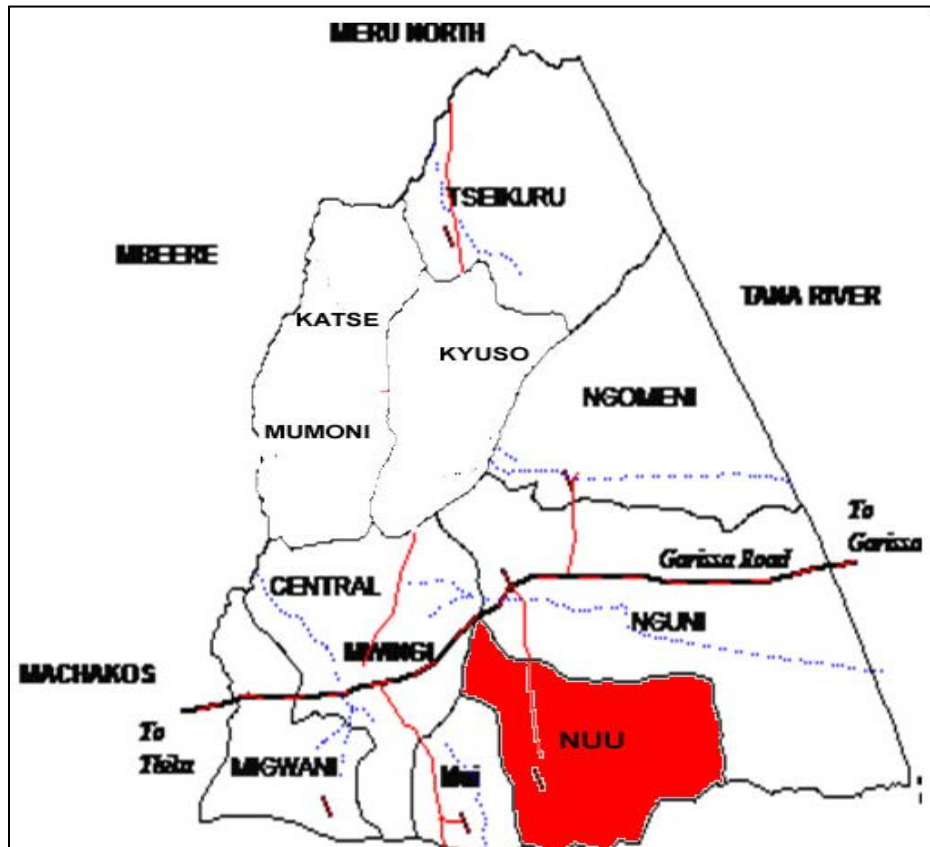 MERU NORTH
TSEIKURU
MBEERE
TANA RIVER
KATSE
KYUSO
NGOMENI
MUMONI
To
Garissa
Garissa Road
CENTRAL
NGUNI
MWINGI
MACHAKOS
To
Thika
NUU
MIGWANI
Mui